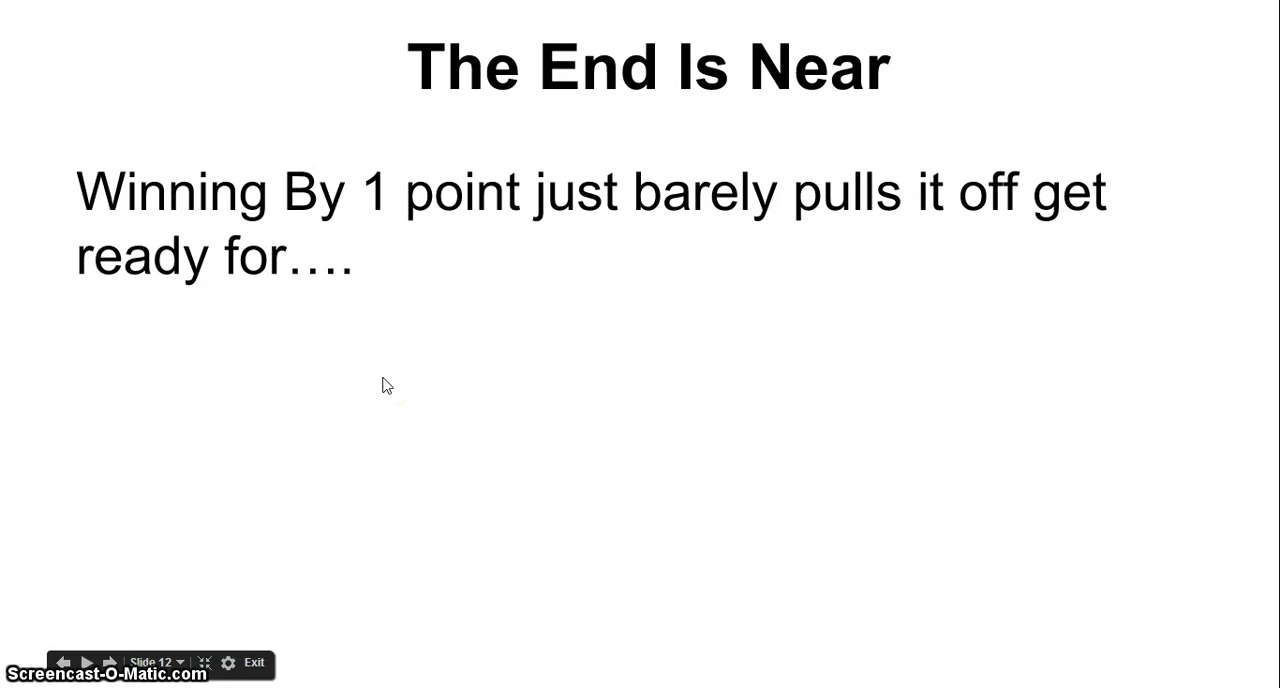 The End Is Near
Winning By 1 point just barely pulls it off get
ready for….
Slide 12
Exit
Screencast-O-Matic.com